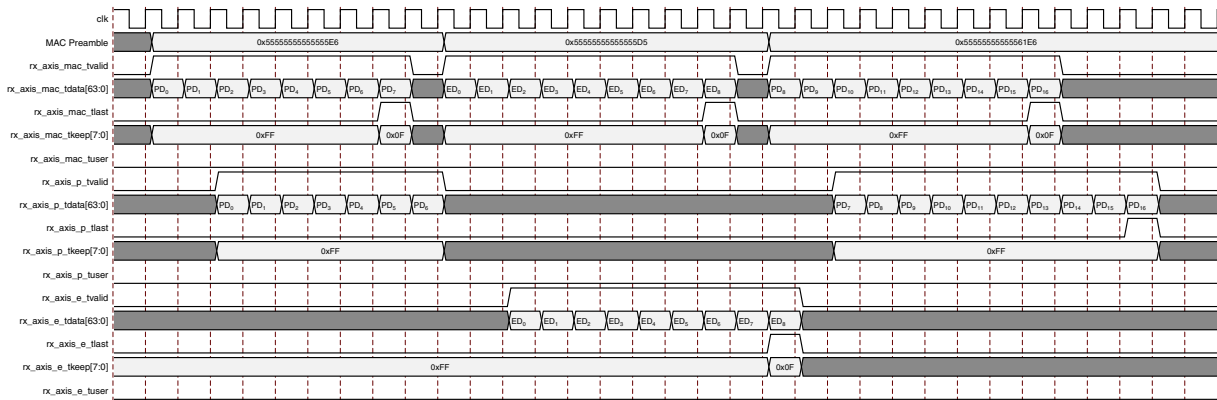 clk
MAC Preamble 0x55555555555555E6 0x55555555555555D5 0x55555555555561E6
rx_axis_mac_tvalid
rx_axis_mac_tdata[63:0] PD₀ PD₁ PD₂ PD₃ PD₄ PD₅ PD₆ PD₇ ED₀ ED₁ ED₂ ED₃ ED₄ ED₅ ED₆ ED₇ ED₈ PD₈ PD₉ PD₁₀ PD₁₁ PD₁₂ PD₁₃ PD₁₄ PD₁₅ PD₁₆
rx_axis_mac_tlast
rx_axis_mac_tkeep[7:0] 0xFF 0x0F 0xFF 0x0F 0xFF 0x0F
rx_axis_mac_tuser
rx_axis_p_tvalid
rx_axis_p_tdata[63:0] PD₀ PD₁ PD₂ PD₃ PD₄ PD₅ PD₆ PD₇ PD₈ PD₉ PD₁₀ PD₁₁ PD₁₂ PD₁₃ PD₁₄ PD₁₅ PD₁₆
rx_axis_p_tlast
rx_axis_p_tkeep[7:0] 0xFF 0xFF
rx_axis_p_tuser
rx_axis_e_tvalid
rx_axis_e_tdata[63:0] ED₀ ED₁ ED₂ ED₃ ED₄ ED₅ ED₆ ED₇ ED₈
rx_axis_e_tlast
rx_axis_e_tkeep[7:0] 0xFF 0x0F
rx_axis_e_tuser